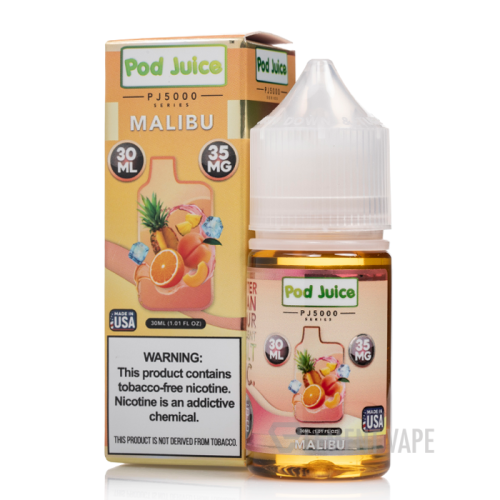 Pod Juice
PJ5000
SERIES
MALIBU
30 ML
35 MG
MADE IN USA
30ML (1.01 FL OZ)
WARNING:
This product contains
tobacco-free nicotine.
Nicotine is an addictive
chemical.
THIS PRODUCT IS NOT DERIVED FROM TOBACCO.
Pod Juice
PJ5000
SERIES
30 ML
35 MG
MADE IN USA
30ML (1.01 FL OZ)
MALIBU
VAPE